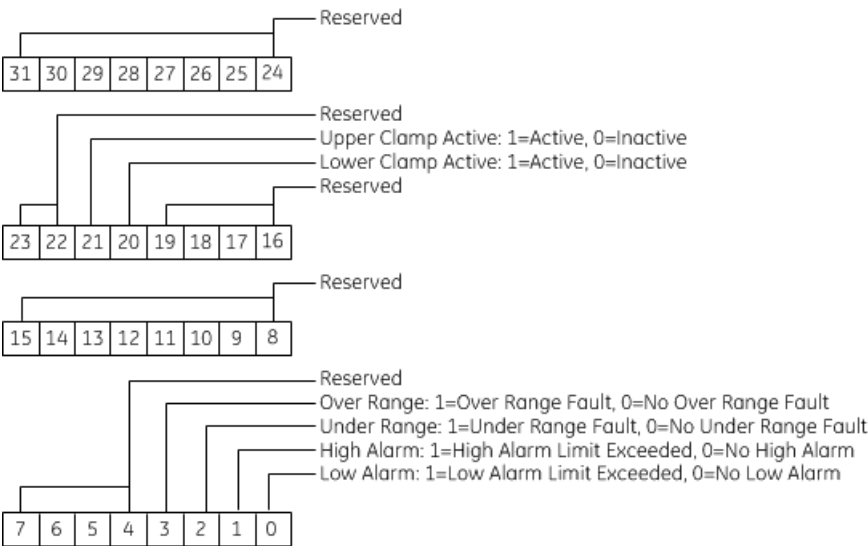 Reserved
31 30 29 28 27 26 25 24
Reserved
Upper Clamp Active: 1=Active, 0=Inactive
Lower Clamp Active: 1=Active, 0=Inactive
Reserved
23 22 21 20 19 18 17 16
Reserved
15 14 13 12 11 10 9 8
Reserved
Over Range: 1=Over Range Fault, 0=No Over Range Fault
Under Range: 1=Under Range Fault, 0=No Under Range Fault
High Alarm: 1=High Alarm Limit Exceeded, 0=No High Alarm
Low Alarm: 1=Low Alarm Limit Exceeded, 0=No Low Alarm
7 6 5 4 3 2 1 0